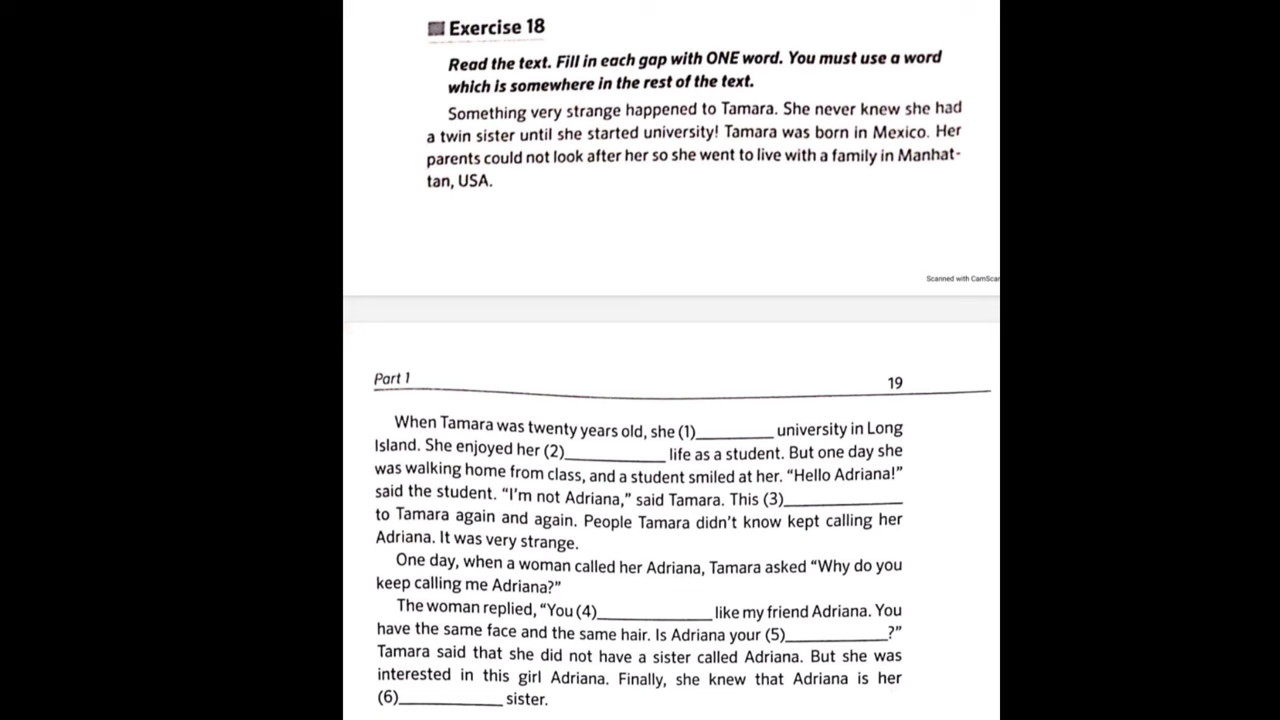 Exercise 18
Read the text. Fill in each gap with ONE word. You must use a word
which is somewhere in the rest of the text.
Something very strange happened to Tamara. She never knew she had
a twin sister until she started university! Tamara was born in Mexico. Her
parents could not look after her so she went to live with a family in Manhat-
tan, USA.
Scanned with CamScan
Part 1
19
When Tamara was twenty years old, she (1)________ university in Long
Island. She enjoyed her (2)__________ life as a student. But one day she
was walking home from class, and a student smiled at her. “Hello Adriana!”
said the student. “I’m not Adriana,” said Tamara. This (3)____________
to Tamara again and again. People Tamara didn’t know kept calling her
Adriana. It was very strange.
One day, when a woman called her Adriana, Tamara asked “Why do you
keep calling me Adriana?”
The woman replied, “You (4)____________ like my friend Adriana. You
have the same face and the same hair. Is Adriana your (5)__________?”
Tamara said that she did not have a sister called Adriana. But she was
interested in this girl Adriana. Finally, she knew that Adriana is her
(6)___________ sister.